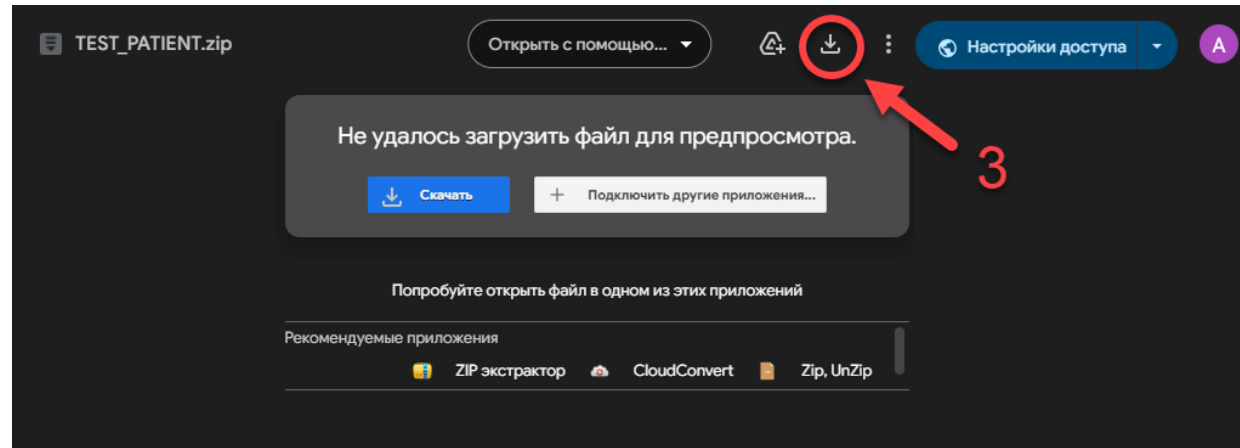 TEST_PATIENT.zip
Открыть с помощью...
Настройки доступа
A
Не удалось загрузить файл для предпросмотра.
3
Скачать
Подключить другие приложения...
Попробуйте открыть файл в одном из этих приложений
Рекомендуемые приложения
ZIP экстрактор
CloudConvert
Zip, UnZip